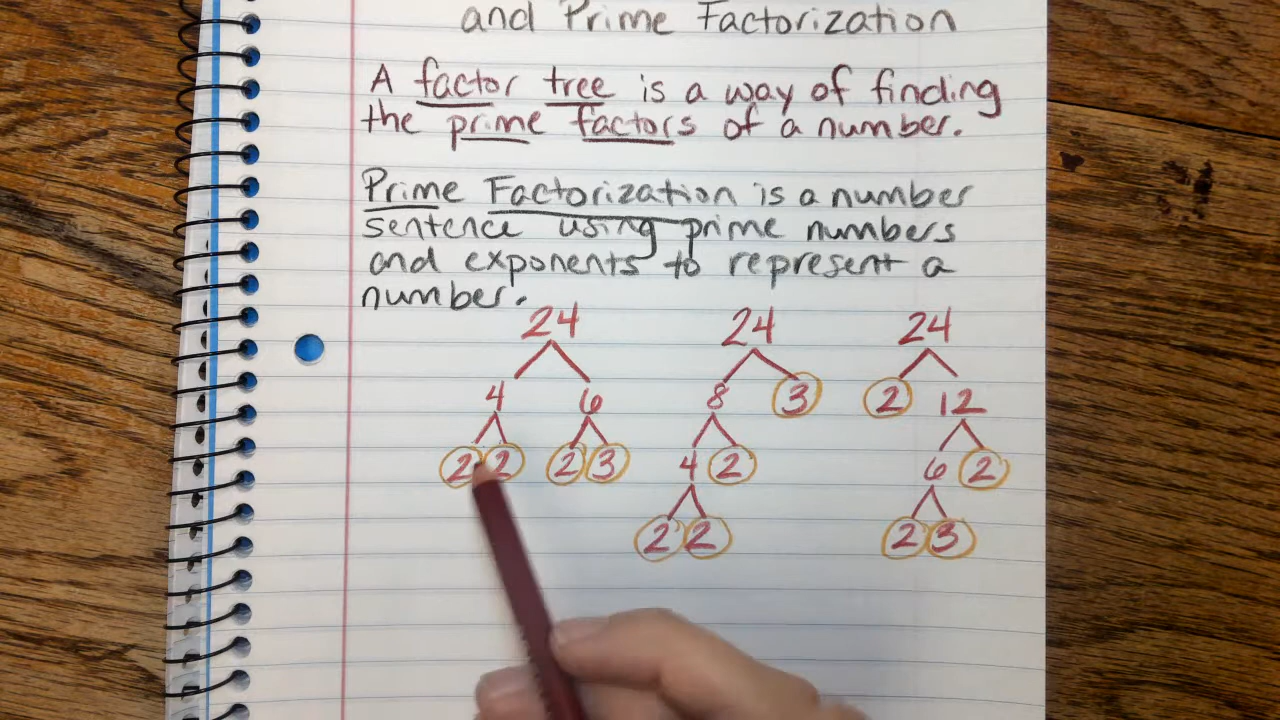 and Prime Factorization
A factor tree is a way of finding
the prime factors of a number.
Prime Factorization is a number
sentence using prime numbers
and exponents to represent a
number.
24 24 24
4 6 8 3 2 12
2 2 2 3 4 2 6 2
2 2 2 3